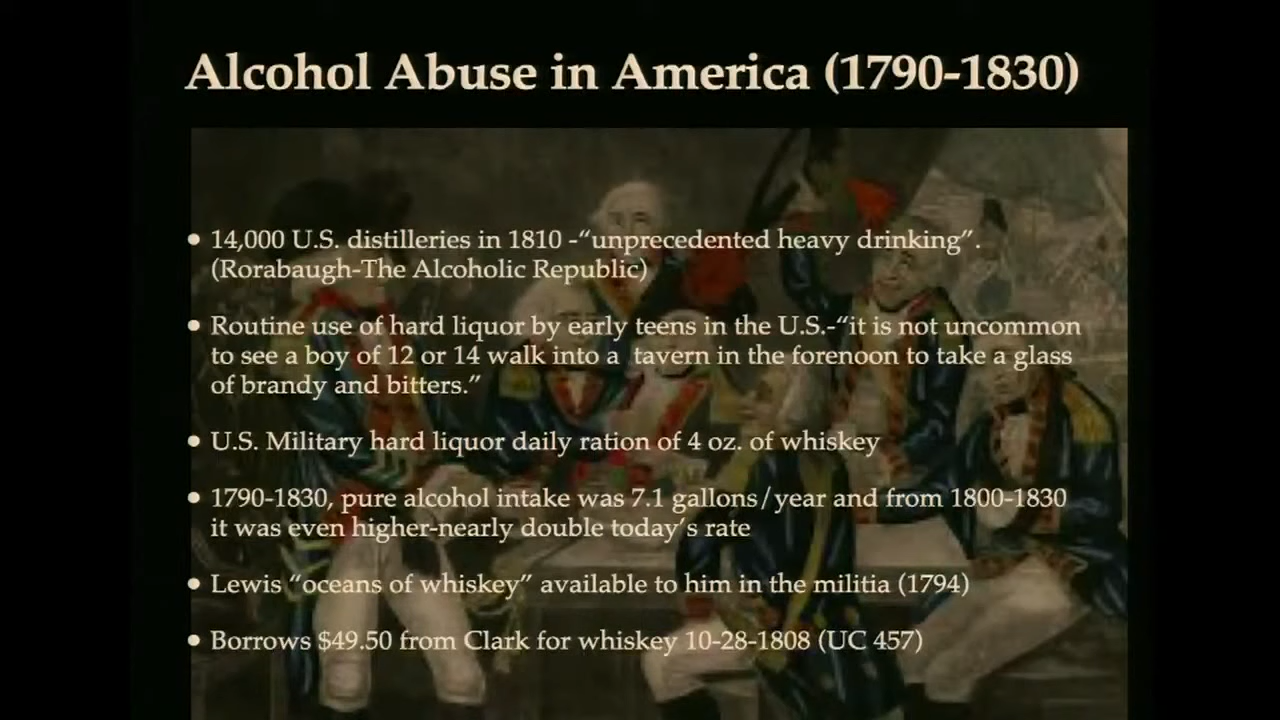 Alcohol Abuse in America (1790-1830)
• 14,000 U.S. distilleries in 1810 -“unprecedented heavy drinking”.
(Rorabaugh-The Alcoholic Republic)
• Routine use of hard liquor by early teens in the U.S.-“it is not uncommon
to see a boy of 12 or 14 walk into a tavern in the forenoon to take a glass
of brandy and bitters.”
• U.S. Military hard liquor daily ration of 4 oz. of whiskey
• 1790-1830, pure alcohol intake was 7.1 gallons/year and from 1800-1830
it was even higher-nearly double today’s rate
• Lewis “oceans of whiskey” available to him in the militia (1794)
• Borrows $49.50 from Clark for whiskey 10-28-1808 (UC 457)